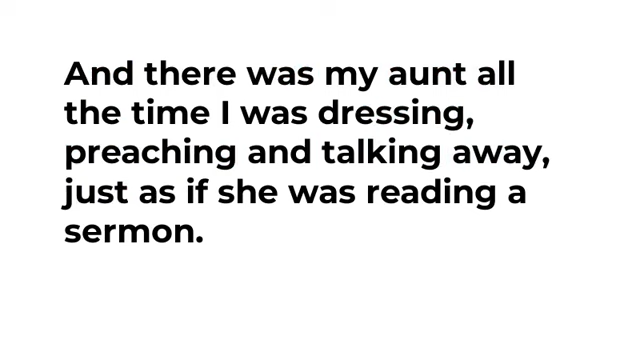 And there was my aunt all
the time I was dressing,
preaching and talking away,
just as if she was reading a
sermon.